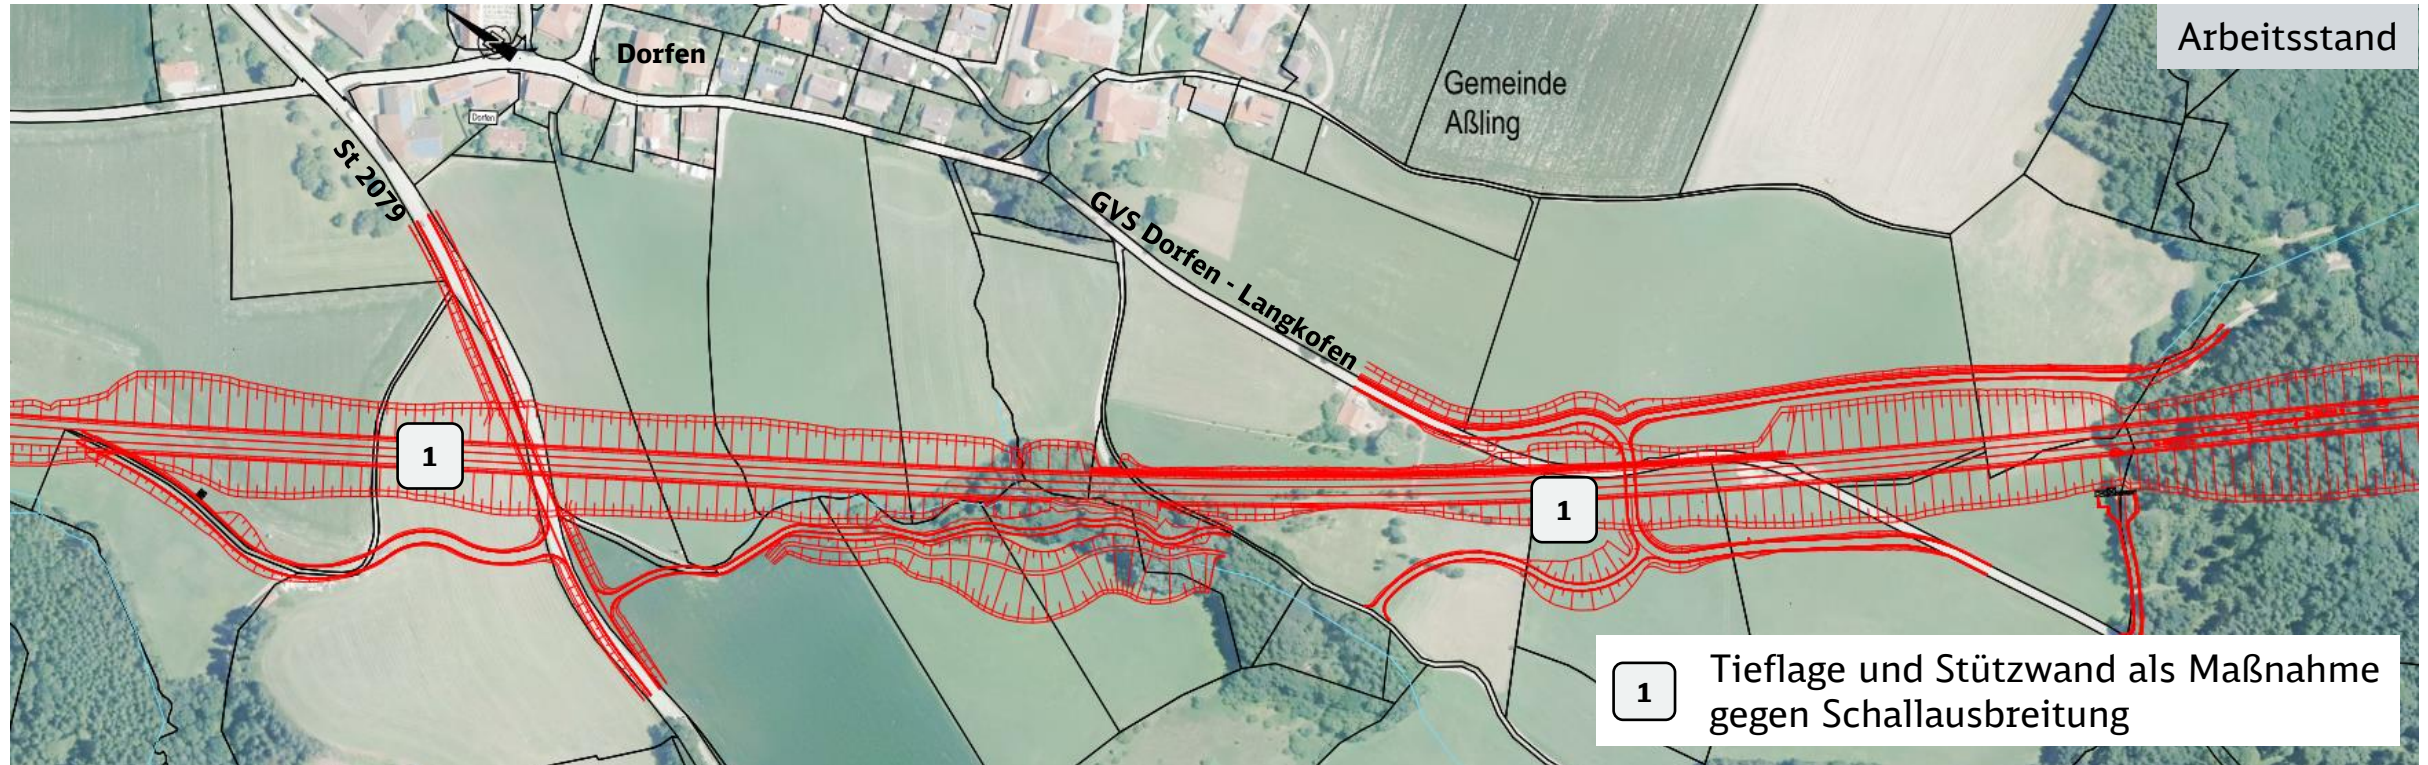 Arbeitsstand
Dorfen
Gemeinde
Aßling
Dorfen
St 2079
GVS Dorfen - Langkofen
1
1
1
Tieflage und Stützwand als Maßnahme
gegen Schallausbreitung